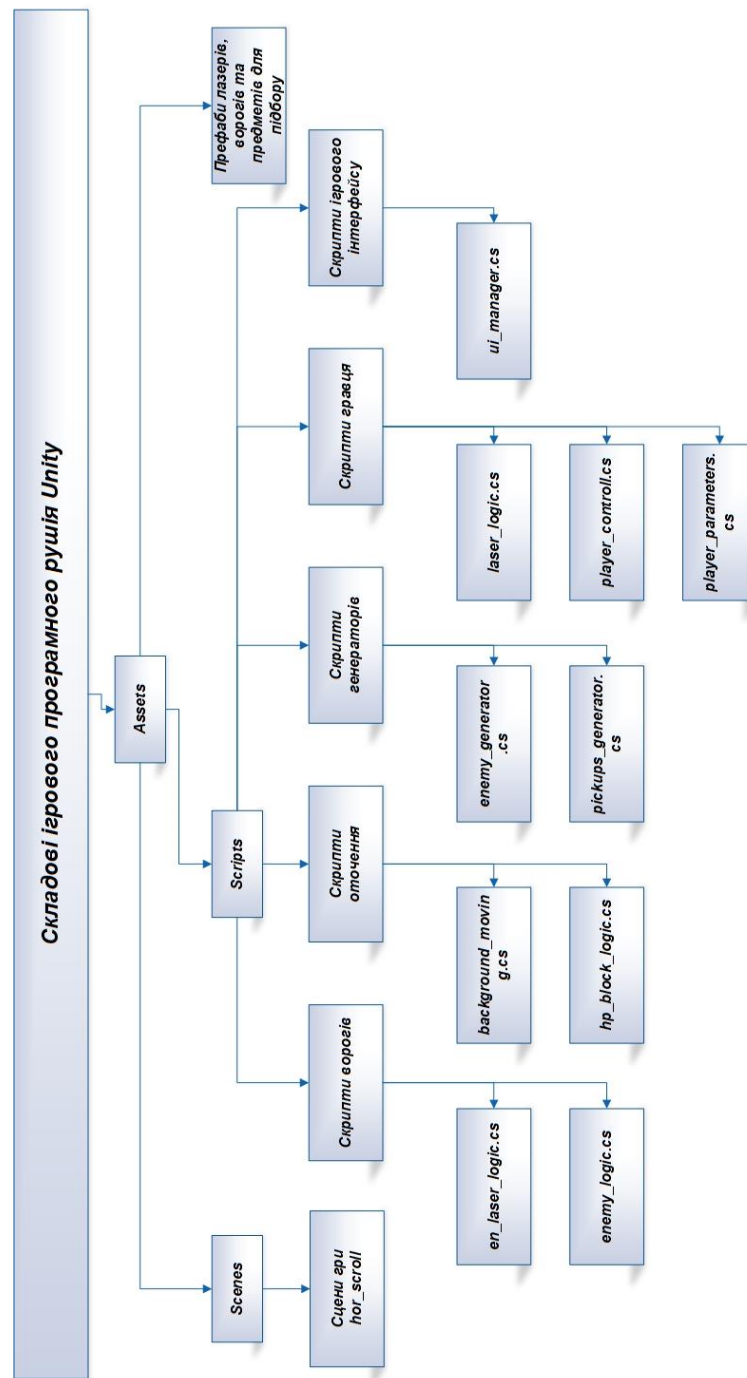 Складові ігрового програмного рушія Unity
Assets
Scenes
Scripts
Префаби лазерів,
ворогів та
предметів для
підбору
Сцени гри
hor_scroll
Скрипти ворогів
Скрипти
оточення
Скрипти
генераторів
Скрипти гравця
Скрипти ігрового
інтерфейсу
en_laser_logic.cs
background_movin
g.cs
enemy_generator
.cs
laser_logic.cs
ui_manager.cs
enemy_logic.cs
hp_block_logic.cs
pickups_generator.
cs
player_controll.cs
player_parameters.
cs